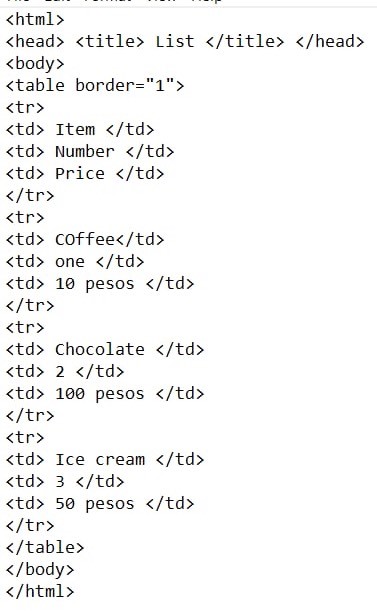 <html>
<head> <title> List </title> </head>
<body>
<table border="1">
<tr>
<td> Item </td>
<td> Number </td>
<td> Price </td>
</tr>
<tr>
<td> COffee</td>
<td> one </td>
<td> 10 pesos </td>
</tr>
<tr>
<td> Chocolate </td>
<td> 2 </td>
<td> 100 pesos </td>
</tr>
<tr>
<td> Ice cream </td>
<td> 3 </td>
<td> 50 pesos </td>
</tr>
</table>
</body>
</html>